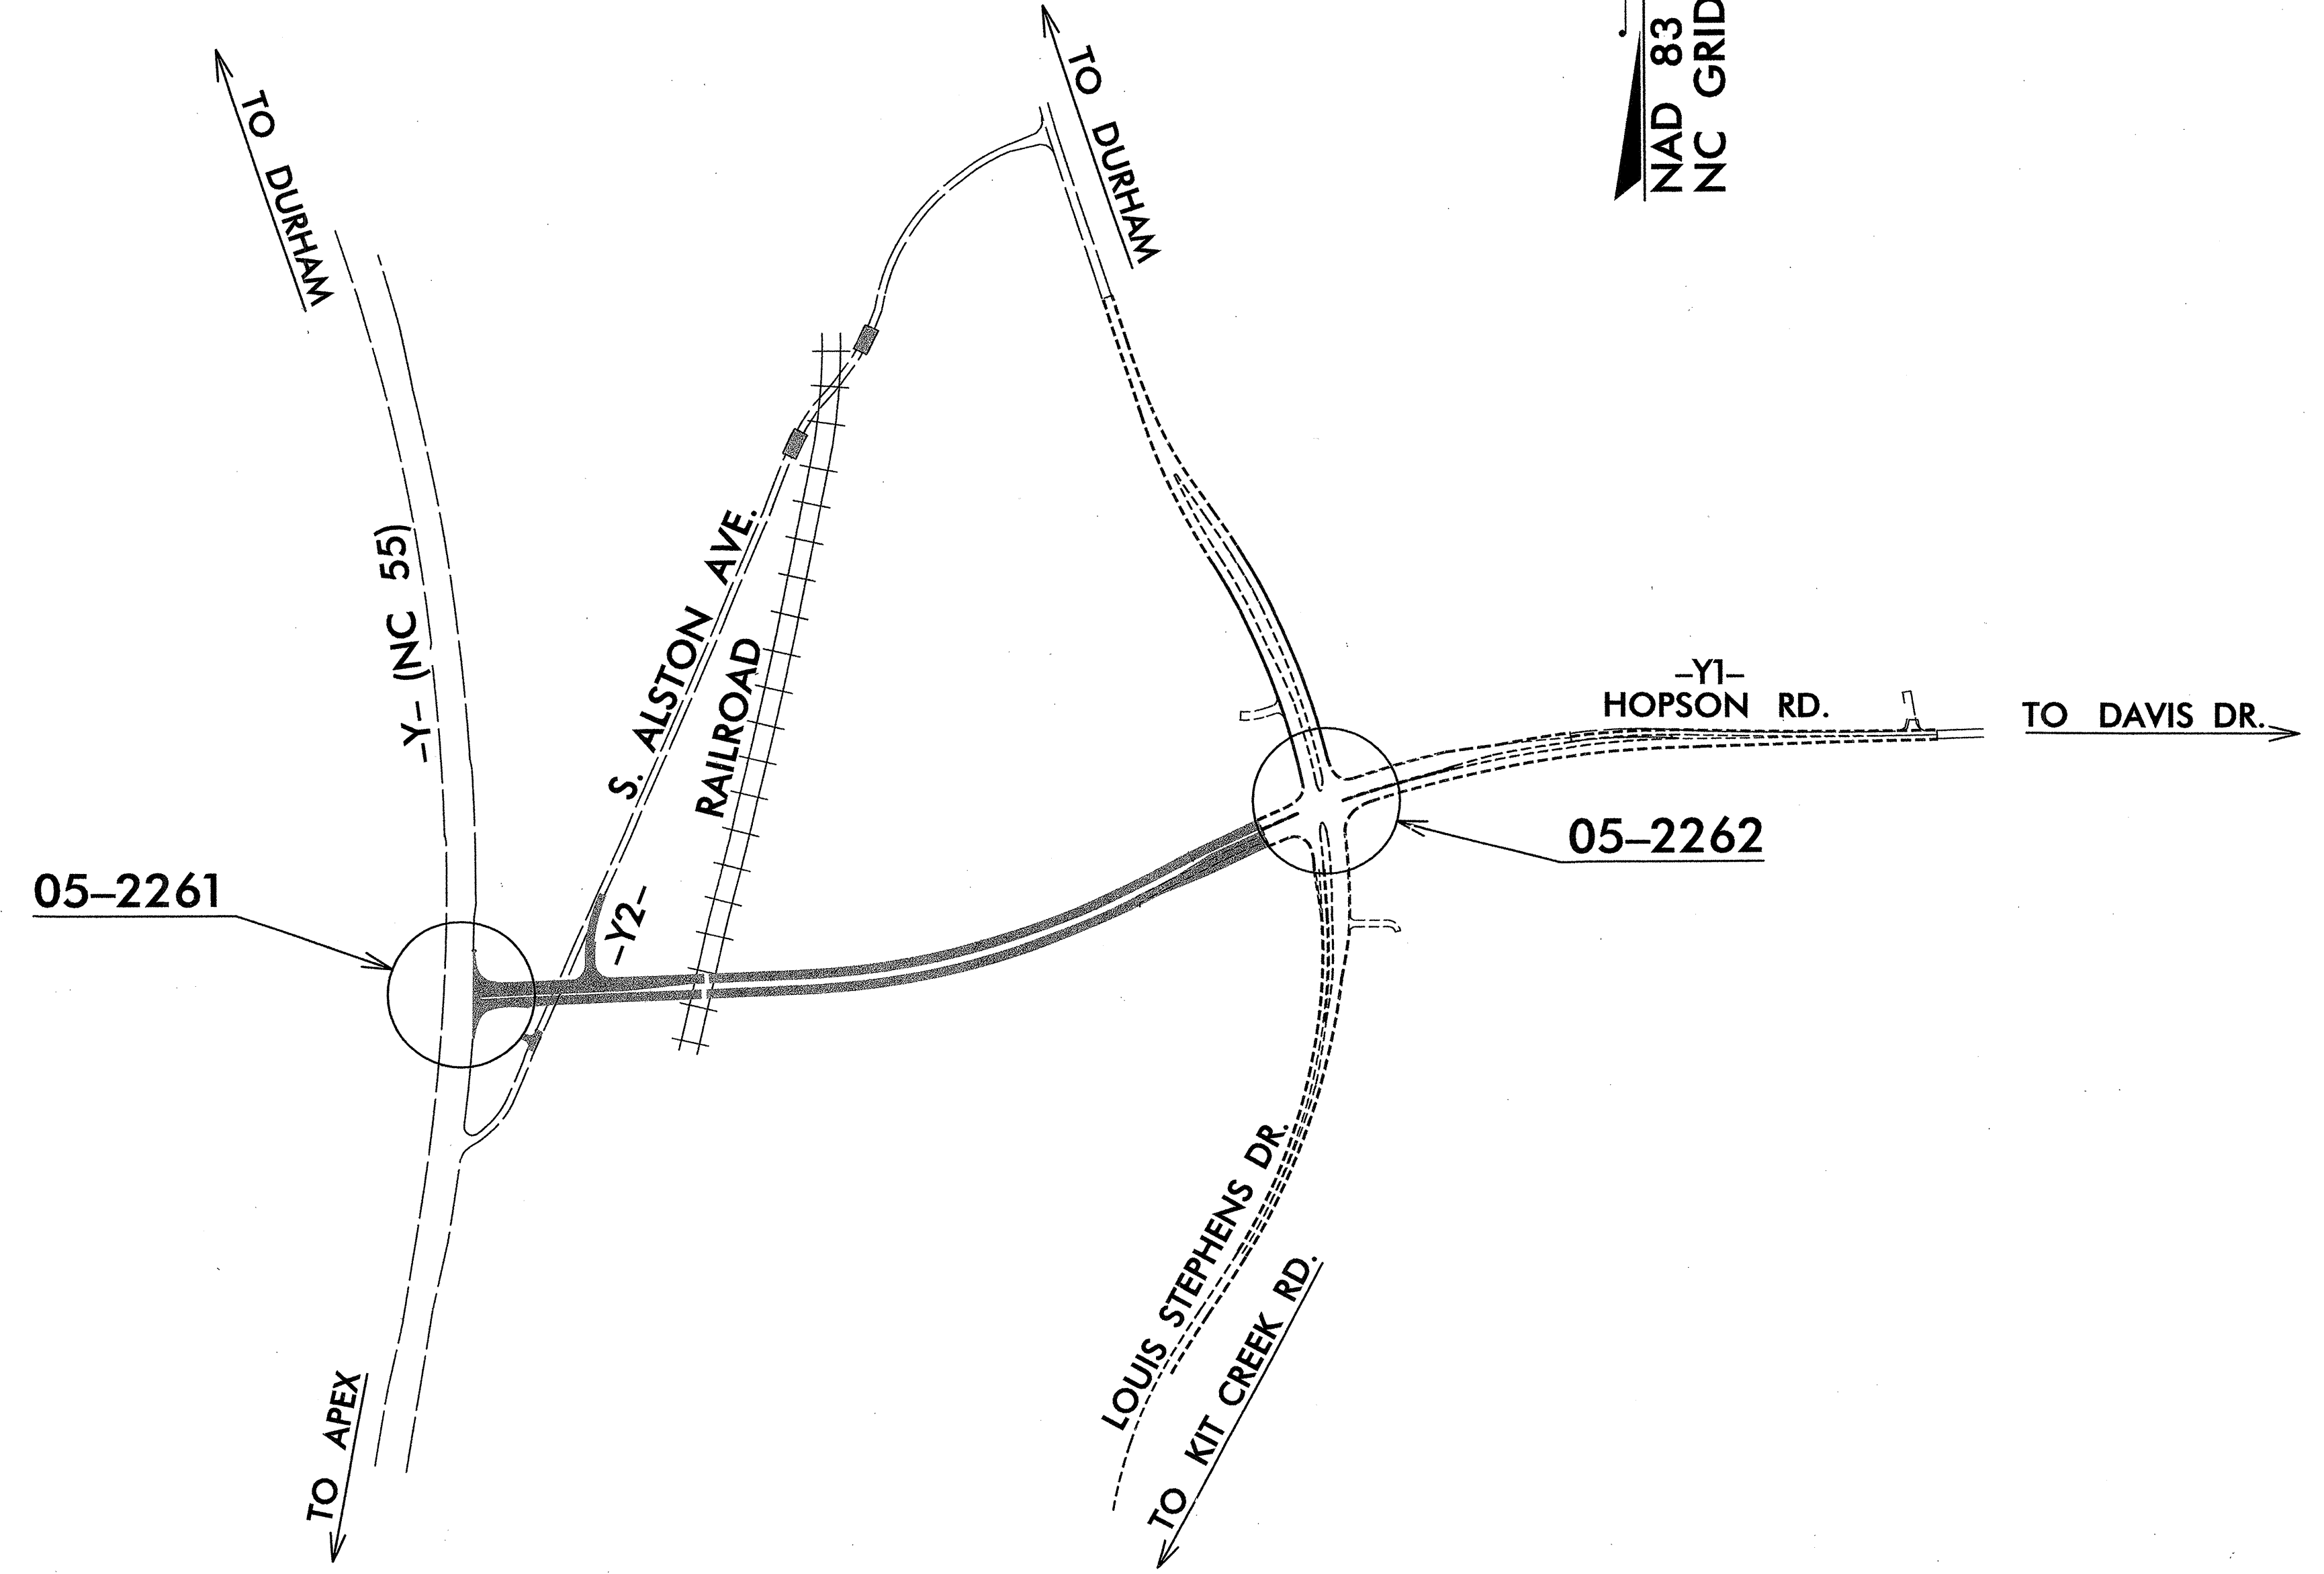 TO DURHAM
TO DURHAM
NAD 83
NC GRID
-Y- (NC 55)
S. ALSTON AVE.
RAILROAD
-Y1-
HOPSON RD.
TO DAVIS DR.
05-2262
05-2261
-Y2-
LOUIS STEPHENS DR.
TO KIT CREEK RD.
TO APEX